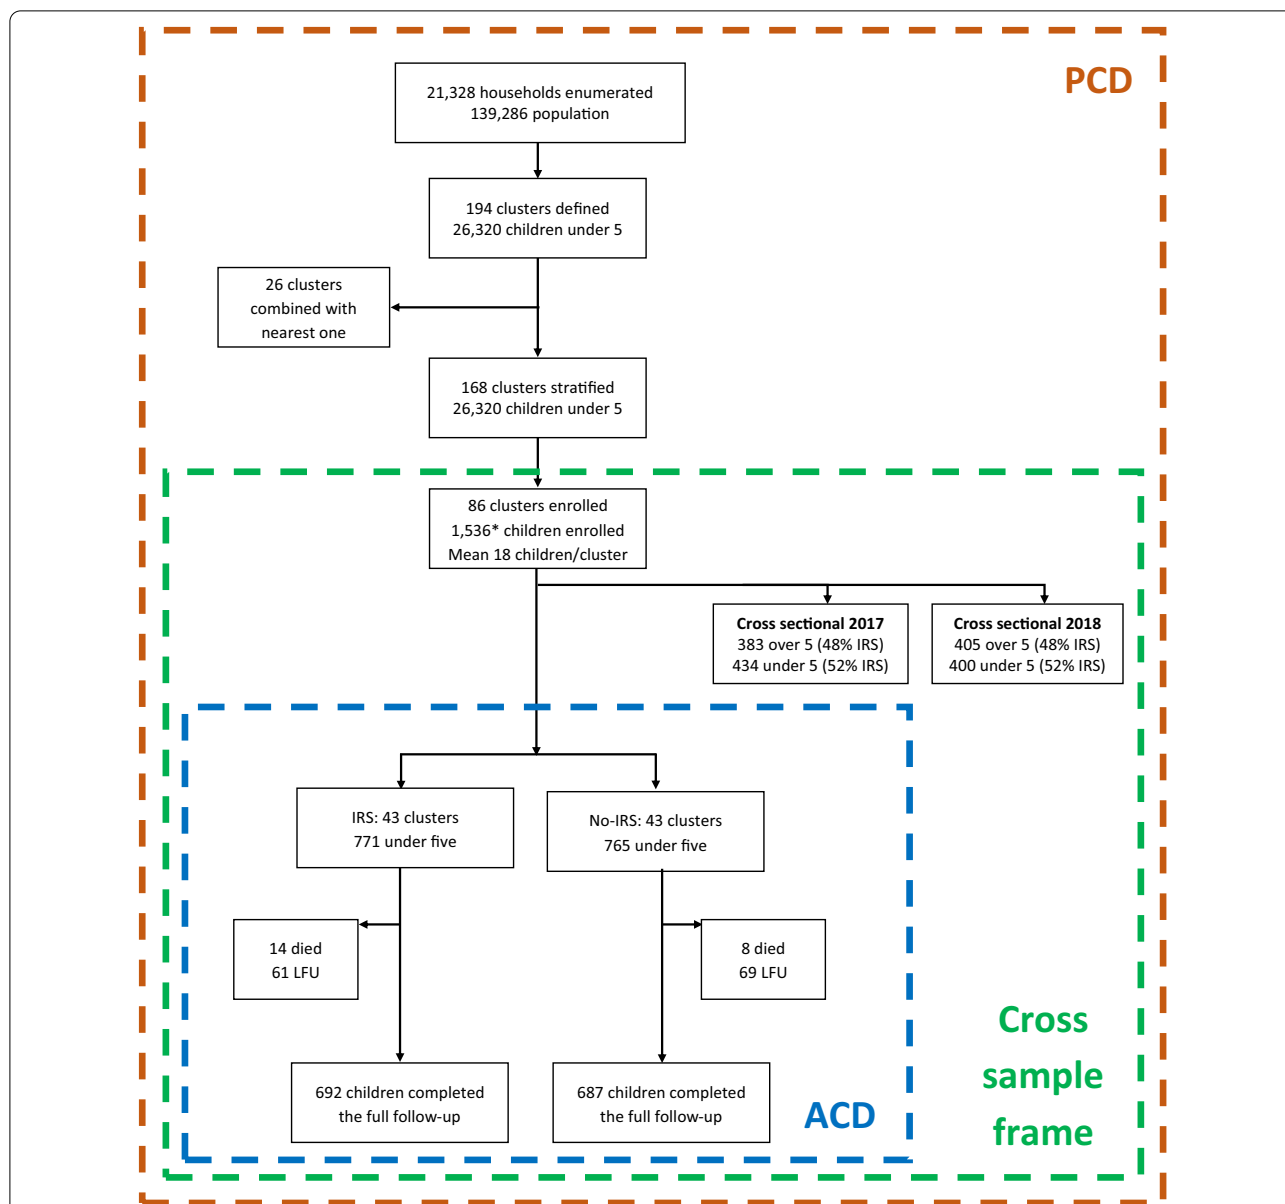 PCD
21,328 households enumerated
139,286 population
194 clusters defined
26,320 children under 5
26 clusters
combined with
nearest one
168 clusters stratified
26,320 children under 5
86 clusters enrolled
1,536* children enrolled
Mean 18 children/cluster
Cross sectional 2017
383 over 5 (48% IRS)
434 under 5 (52% IRS)
Cross sectional 2018
405 over 5 (48% IRS)
400 under 5 (52% IRS)
IRS: 43 clusters
771 under five
No-IRS: 43 clusters
765 under five
14 died
61 LFU
8 died
69 LFU
692 children completed
the full follow-up
687 children completed
the full follow-up
ACD
Cross
sample
frame